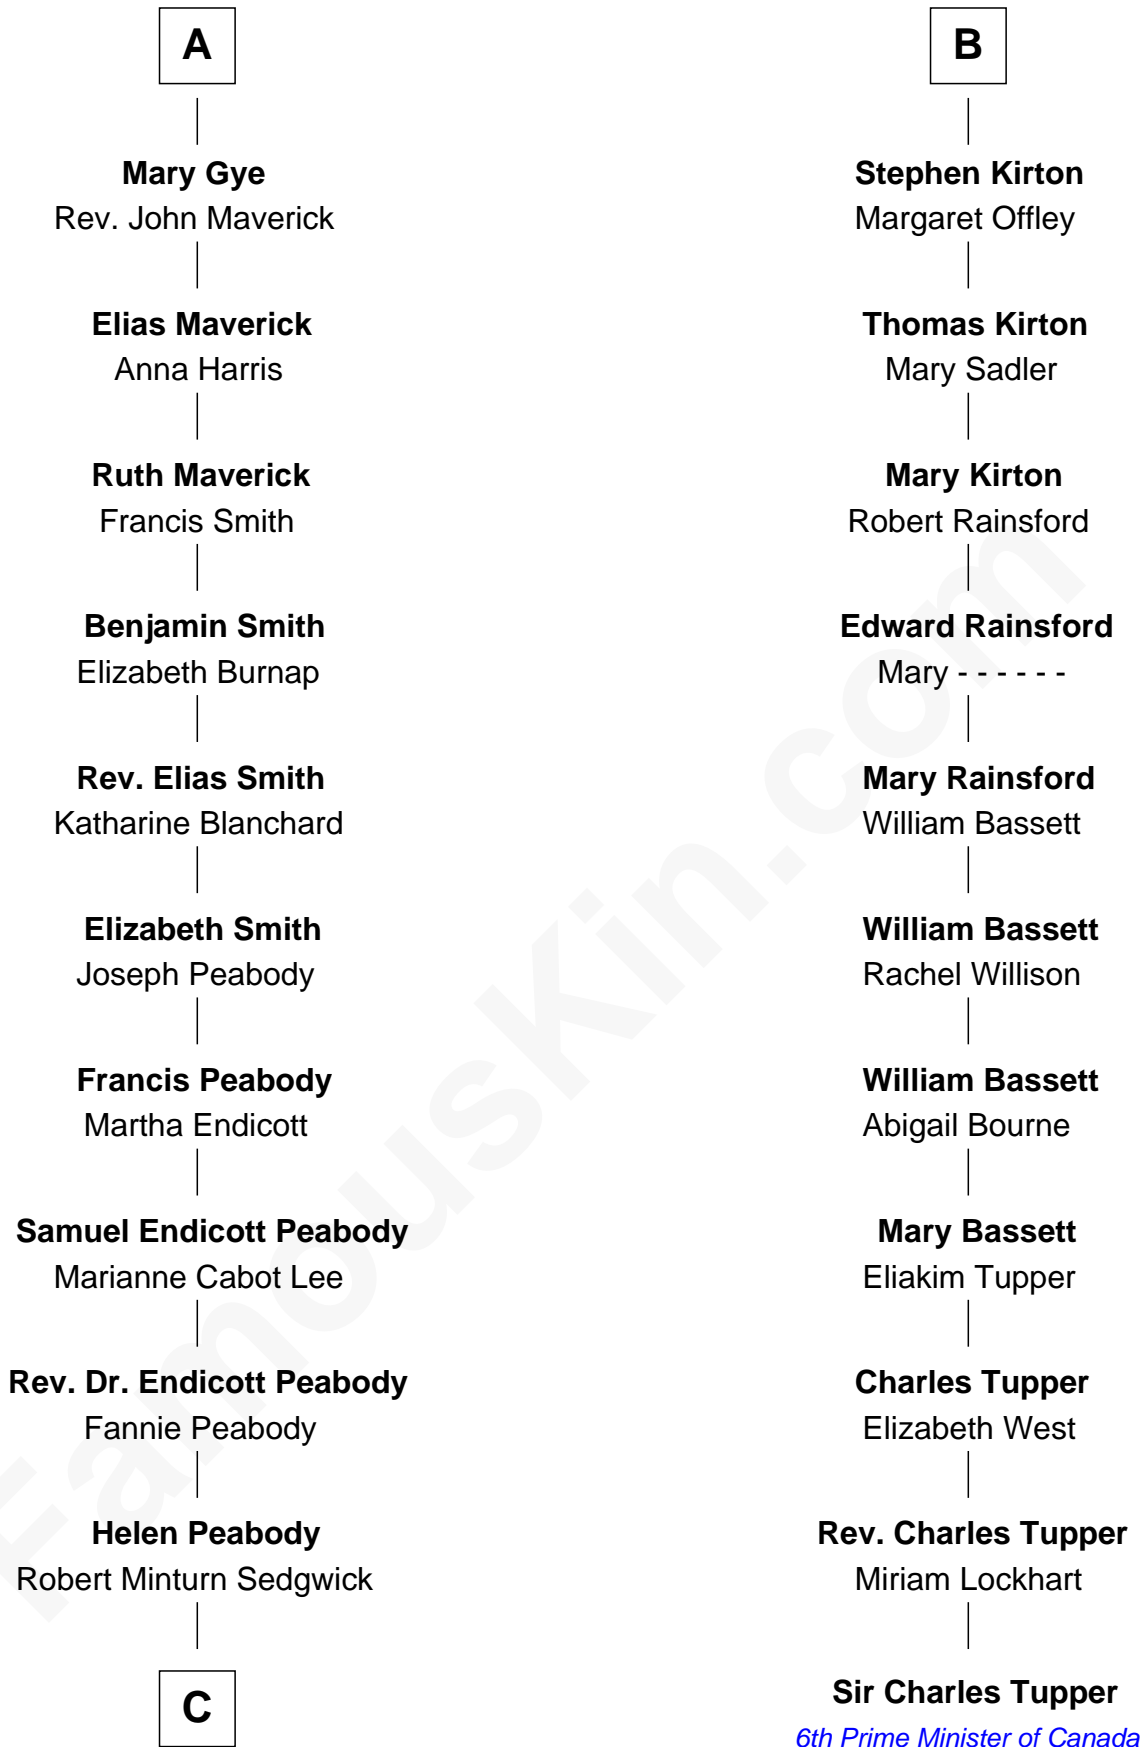 A
Mary Gye
Rev. John Maverick
Elias Maverick
Anna Harris
Ruth Maverick
Francis Smith
Benjamin Smith
Elizabeth Burnap
Rev. Elias Smith
Katharine Blanchard
Elizabeth Smith
Joseph Peabody
Francis Peabody
Martha Endicott
Samuel Endicott Peabody
Marianne Cabot Lee
Rev. Dr. Endicott Peabody
Fannie Peabody
Helen Peabody
Robert Minturn Sedgwick
C
B
Stephen Kirton
Margaret Offley
Thomas Kirton
Mary Sadler
Mary Kirton
Robert Rainsford
Edward Rainsford
Mary - - - - - -
Mary Rainsford
William Bassett
William Bassett
Rachel Willison
William Bassett
Abigail Bourne
Mary Bassett
Eliakim Tupper
Charles Tupper
Elizabeth West
Rev. Charles Tupper
Miriam Lockhart
Sir Charles Tupper
6th Prime Minister of Canada
FamousKin.com